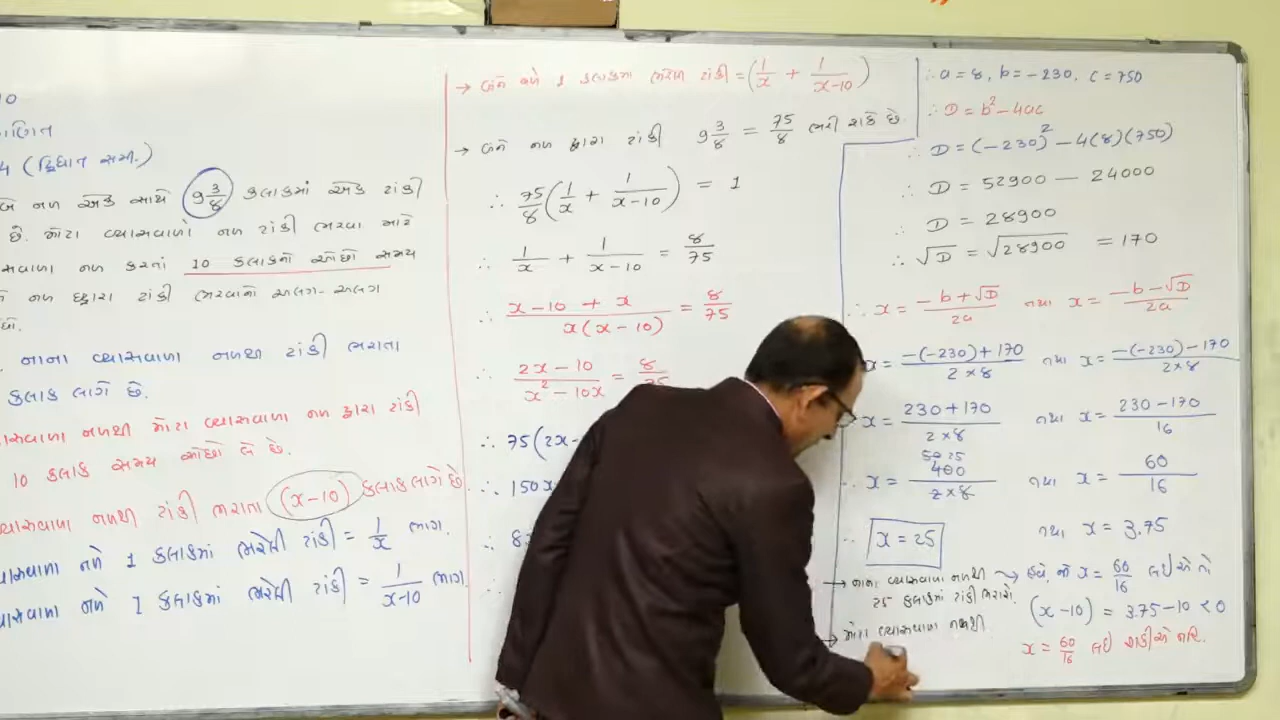 10
ગણિત
4 (દ્વિઘાત સમી.)
બે નળ એક સાથે 9 3/8 કલાકમાં એક ટાંકી
છે. મોટા વ્યાસવાળો નળ ટાંકી ભરવા માટે
નળ કરતાં 10 કલાકનો ઓછો સમય
નળ દ્વારા ટાંકી ભરવાનો અલગ-અલગ
નાના વ્યાસવાળા નળથી ટાંકી ભરાતા
કલાક લાગે છે.
નળથી મોટા વ્યાસવાળા નળ દ્વારા ટાંકી
10 કલાક સમય ઓછો લે છે.
નળથી ટાંકી ભરાતા (x-10) કલાક લાગે છે
નળે 1 કલાકમાં ભરેલી ટાંકી = 1/x ભાગ.
નળે 1 કલાકમાં ભરેલી ટાંકી = 1/(x-10) ભાગ.
→ બંને નળે 1 કલાકમાં ભરેલ ટાંકી = (1/x + 1/(x-10))
→ બંને નળ દ્વારા ટાંકી 9 3/8 = 75/8 ભરી શકે છે.
∴ 75/8 (1/x + 1/(x-10)) = 1
∴ 1/x + 1/(x-10) = 8/75
∴ (x-10+x)/(x(x-10)) = 8/75
∴ (2x-10)/(x²-10x) = 8/75
∴ 75(2x-
∴ 150x
∴ 8
∴ a=8, b=-230, c=750
∴ D=b²-4ac
∴ D=(-230)²-4(8)(750)
∴ D=52900-24000
∴ D=28900
∴ √D=√28900 =170
∴ x=(-b+√D)/2a તથા x=(-b-√D)/2a
x=(-(-230)+170)/(2×8) તથા x=(-(-230)-170)/(2×8)
x=(230+170)/(2×8) તથા x=(230-170)/16
50 25
∴ x=400/(2×8) તથા x=60/16
∴ x=25 તથા x=3.75
→ નાના વ્યાસવાળા નળથી
25 કલાકમાં ટાંકી ભરાશે.
→ મોટા વ્યાસવાળા નળથી
હવે, જો x=60/16 લઈએ તો
(x-10)=3.75-10<0
x=60/16 લઈ શકીએ નહિ.